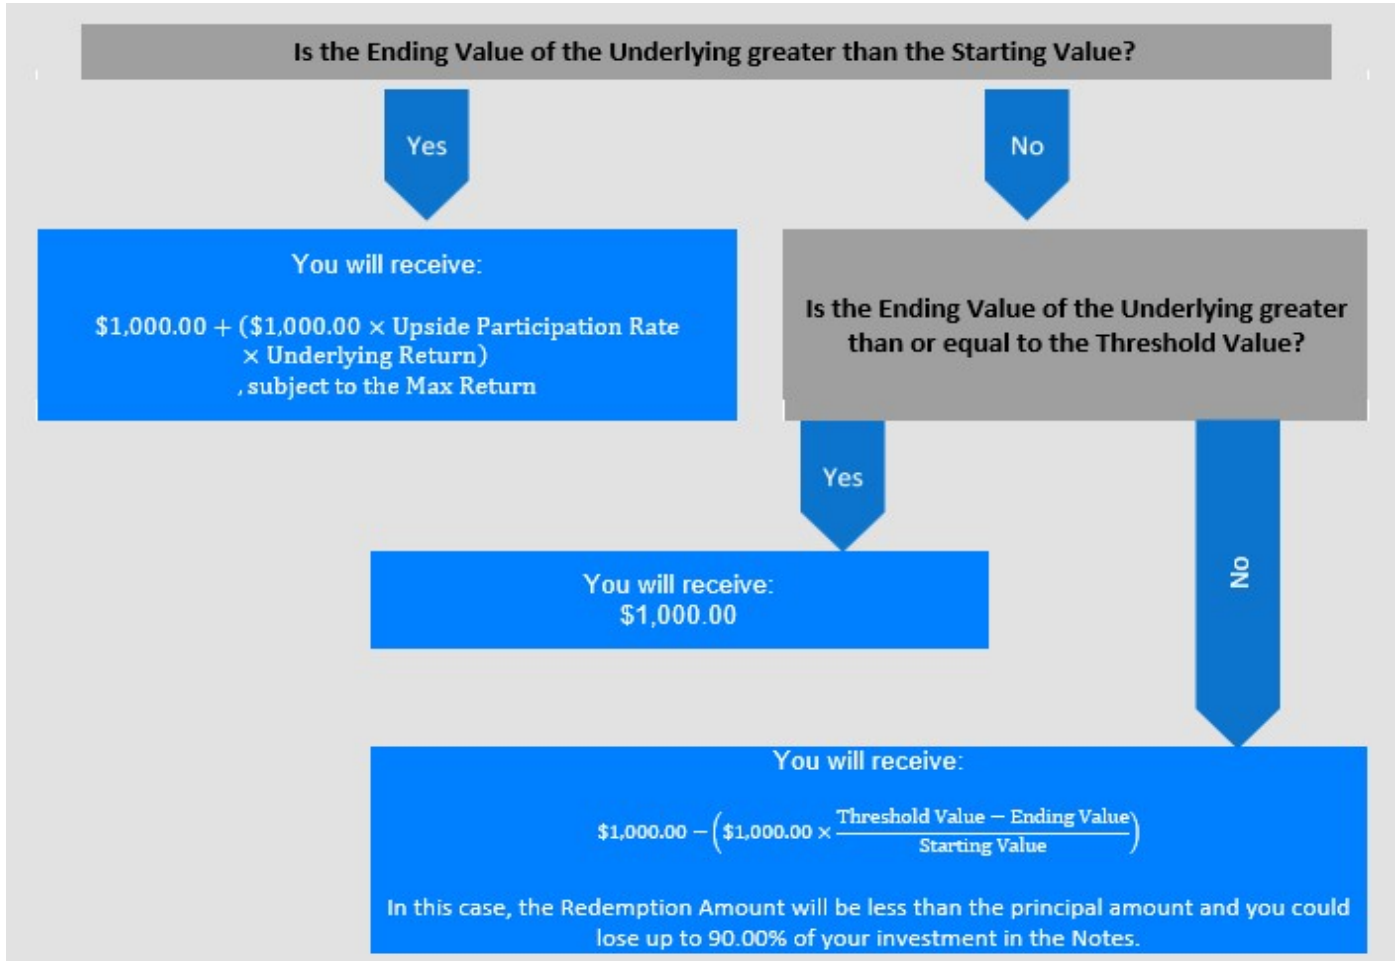 Is the Ending Value of the Underlying greater than the Starting Value?
Yes
No
You will receive:
$1,000.00 + ($1,000.00 × Upside Participation Rate
× Underlying Return)
, subject to the Max Return
Is the Ending Value of the Underlying greater
than or equal to the Threshold Value?
Yes
No
You will receive:
$1,000.00
You will receive:
$1,000.00 − ($1,000.00 × (Threshold Value − Ending Value) / Starting Value)
In this case, the Redemption Amount will be less than the principal amount and you could
lose up to 90.00% of your investment in the Notes.